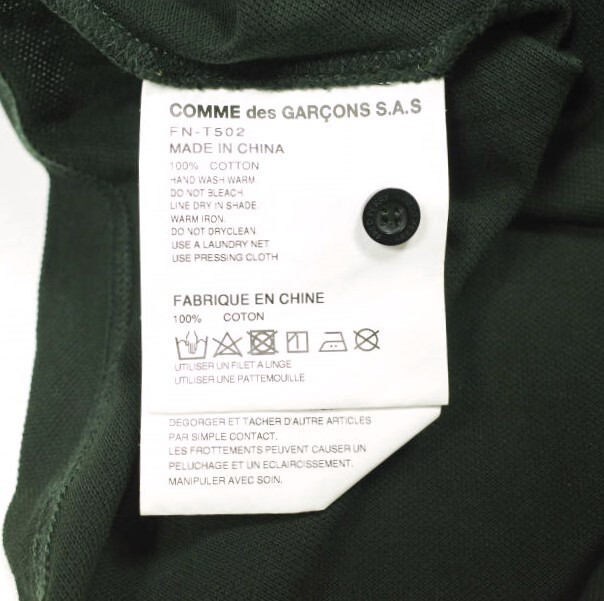 COMME des GARÇONS S.A.S
FN-T502
MADE IN CHINA
100% COTTON
HAND WASH WARM
DO NOT BLEACH.
LINE DRY IN SHADE.
WARM IRON.
DO NOT DRYCLEAN.
USE A LAUNDRY NET
USE PRESSING CLOTH
FABRIQUE EN CHINE
100% COTON
UTILISER UN FILET A LINGE
UTILISER UNE PATTEMOUILLE
DEGORGER ET TACHER D'AUTRE ARTICLES
PAR SIMPLE CONTACT.
LES FROTTEMENTS PEUVENT CAUSER UN
PELUCHAGE ET UN ECLAIRCISSEMENT.
MANIPULER AVEC SOIN.